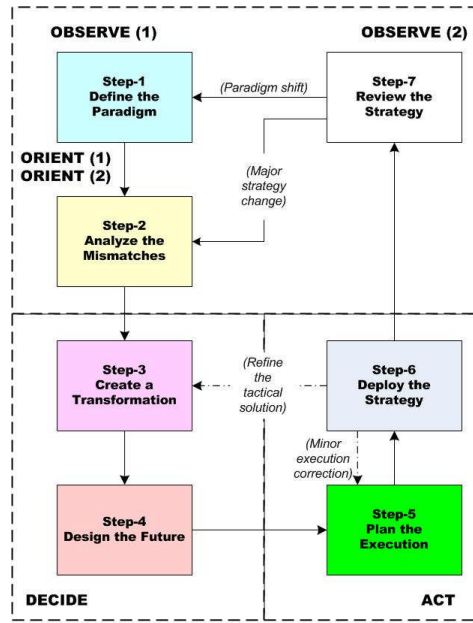 OBSERVE (1)
OBSERVE (2)
Step-1
Define the
Paradigm
(Paradigm shift)
Step-7
Review the
Strategy
ORIENT (1)
ORIENT (2)
(Major
strategy
change)
Step-2
Analyze the
Mismatches
Step-3
Create a
Transformation
(Refine
the
tactical
solution)
Step-6
Deploy the
Strategy
(Minor
execution
correction)
Step-4
Design the Future
Step-5
Plan the
Execution
DECIDE
ACT